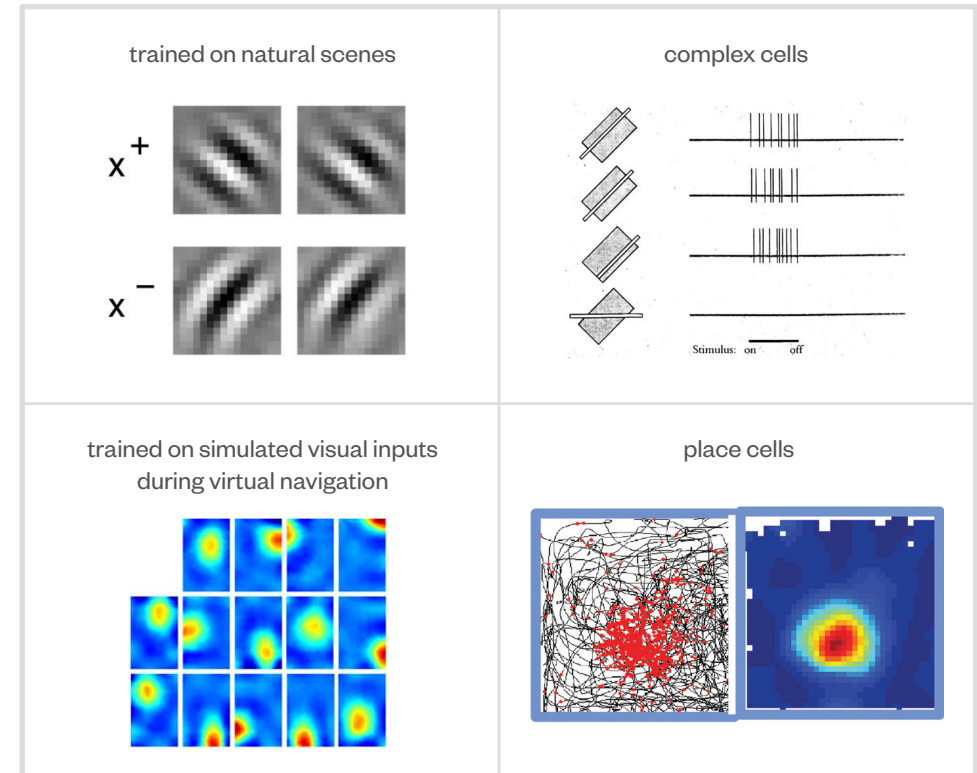 trained on natural scenes
x +
x −
complex cells
Stimulus: on off
trained on simulated visual inputs
during virtual navigation
place cells